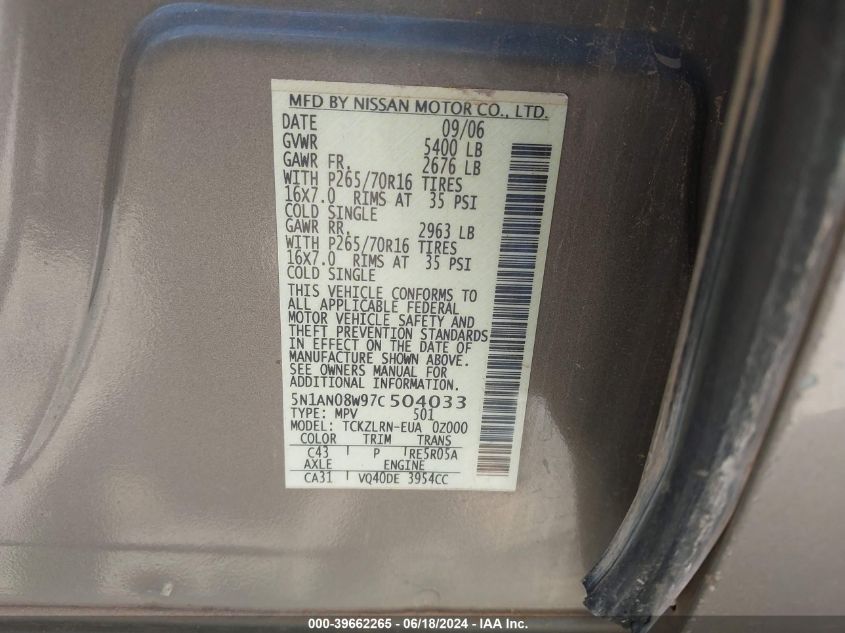 MFD BY NISSAN MOTOR CO., LTD.
DATE 09/06
GVWR 5400 LB
GAWR FR. 2676 LB
WITH P265/70R16 TIRES
16X7.0 RIMS AT 35 PSI
COLD SINGLE
GAWR RR. 2963 LB
WITH P265/70R16 TIRES
16X7.0 RIMS AT 35 PSI
COLD SINGLE
THIS VEHICLE CONFORMS TO
ALL APPLICABLE FEDERAL
MOTOR VEHICLE SAFETY AND
THEFT PREVENTION STANDARDS
IN EFFECT ON THE DATE OF
MANUFACTURE SHOWN ABOVE.
SEE OWNERS MANUAL FOR
ADDITIONAL INFORMATION.
5N1AN08W97C504033
TYPE: MPV 501
MODEL: TCKZLRN-EUA 0Z000
COLOR TRIM TRANS
C43 P RE5R05A
AXLE ENGINE
CA31 VQ40DE 3954CC
000-39662265 - 06/18/2024 - IAA Inc.